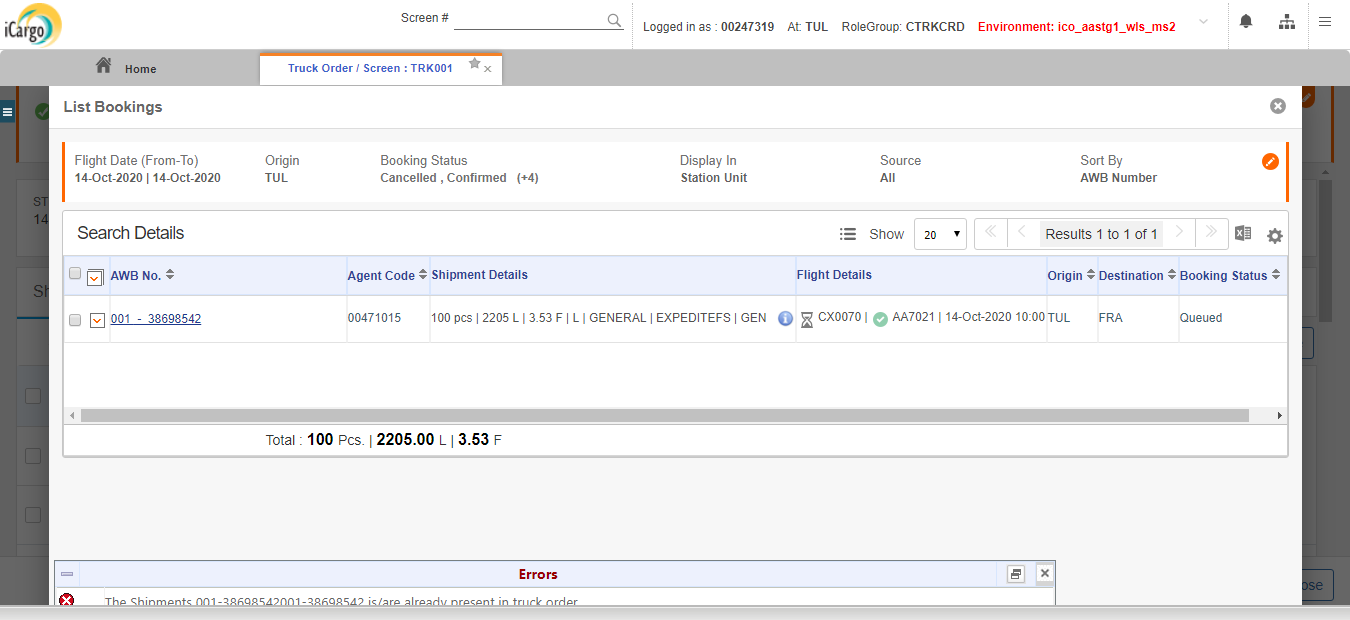 iCargo
Screen #
Logged in as : 00247319 At: TUL RoleGroup: CTRKCRD Environment: ico_aastg1_wls_ms2
Home
Truck Order / Screen : TRK001
List Bookings
Flight Date (From-To) Origin Booking Status Display In Source Sort By
14-Oct-2020 | 14-Oct-2020 TUL Cancelled , Confirmed (+4) Station Unit All AWB Number
ST
14
Search Details
Show 20 Results 1 to 1 of 1
Sh
AWB No. Agent Code Shipment Details Flight Details Origin Destination Booking Status
001 - 38698542 00471015 100 pcs | 2205 L | 3.53 F | L | GENERAL | EXPEDITEFS | GEN CX0070 | AA7021 | 14-Oct-2020 10:00 TUL FRA Queued
Total : 100 Pcs. | 2205.00 L | 3.53 F
Errors
ose
The Shipments 001-38698542001-38698542 is/are already present in truck order